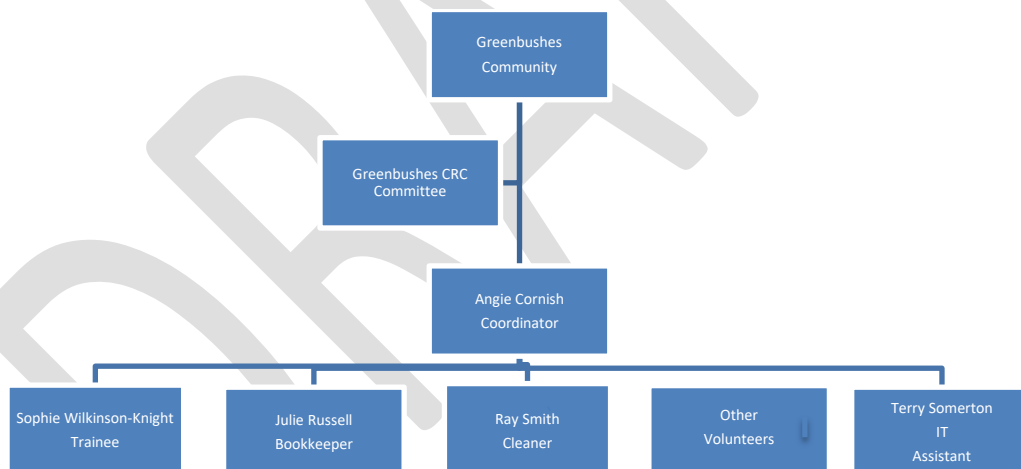 Greenbushes
Community
Greenbushes CRC
Committee
Angie Cornish
Coordinator
Sophie Wilkinson-Knight
Trainee
Julie Russell
Bookkeeper
Ray Smith
Cleaner
Other
Volunteers
Terry Somerton
IT
Assistant